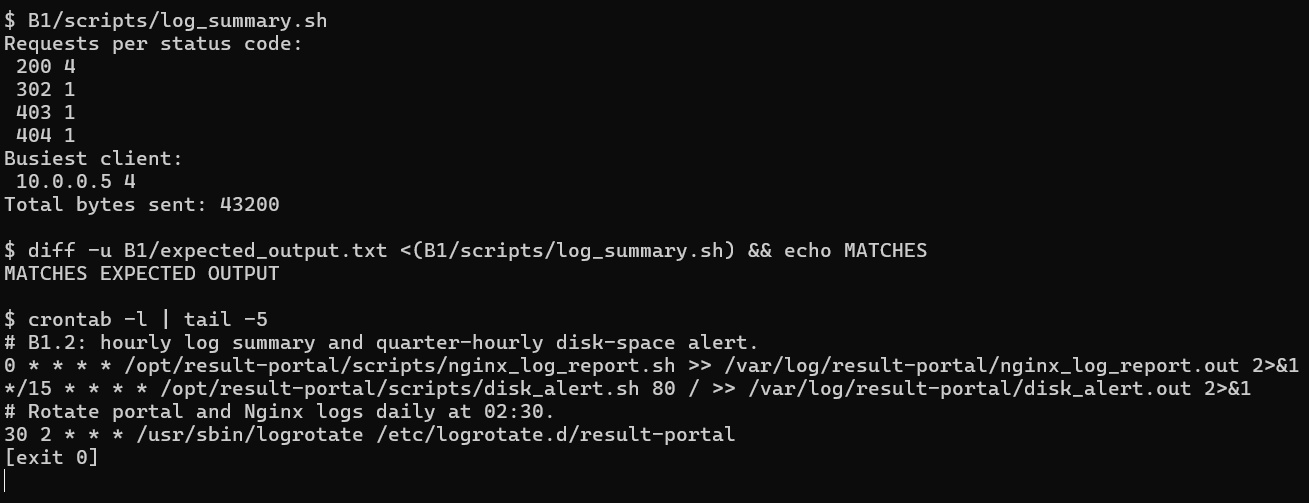 $ B1/scripts/log_summary.sh
Requests per status code:
 200 4
 302 1
 403 1
 404 1
Busiest client:
 10.0.0.5 4
Total bytes sent: 43200

$ diff -u B1/expected_output.txt <(B1/scripts/log_summary.sh) && echo MATCHES
MATCHES EXPECTED OUTPUT

$ crontab -l | tail -5
# B1.2: hourly log summary and quarter-hourly disk-space alert.
0 * * * * /opt/result-portal/scripts/nginx_log_report.sh >> /var/log/result-portal/nginx_log_report.out 2>&1
*/15 * * * * /opt/result-portal/scripts/disk_alert.sh 80 / >> /var/log/result-portal/disk_alert.out 2>&1
# Rotate portal and Nginx logs daily at 02:30.
30 2 * * * /usr/sbin/logrotate /etc/logrotate.d/result-portal
[exit 0]